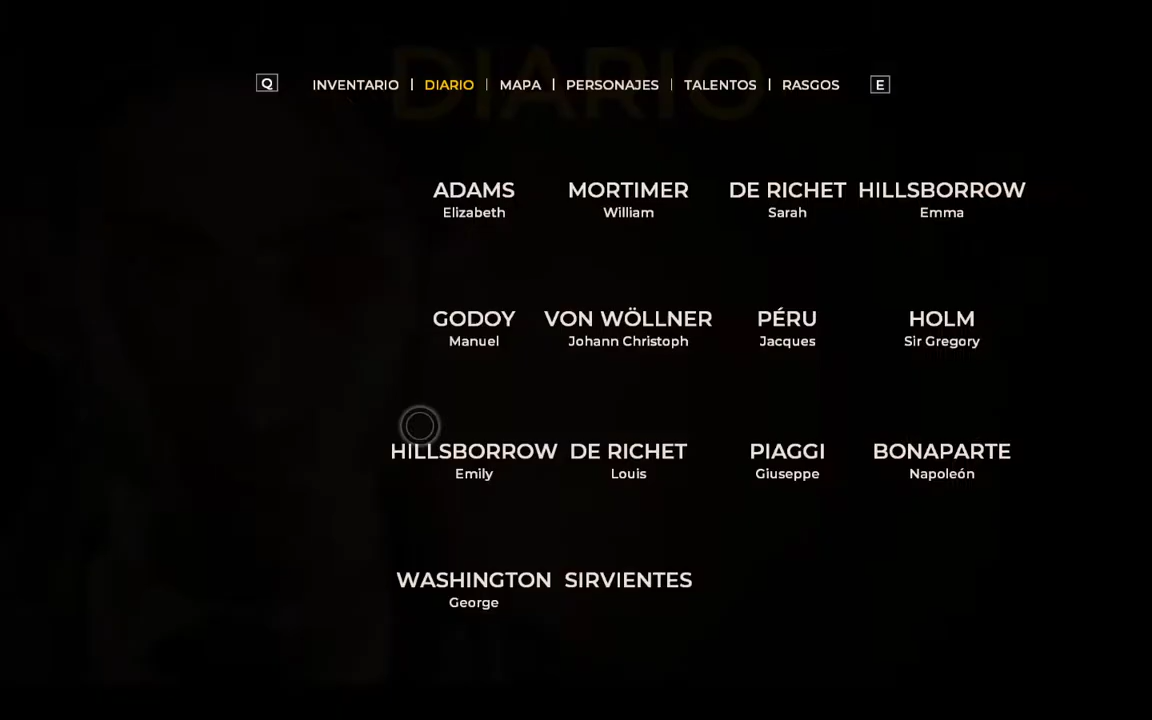 DIARIO
Q INVENTARIO | DIARIO | MAPA | PERSONAJES | TALENTOS | RASGOS E
ADAMS MORTIMER DE RICHET HILLSBORROW
Elizabeth William Sarah Emma
GODOY VON WÖLLNER PÉRU HOLM
Manuel Johann Christoph Jacques Sir Gregory
HILLSBORROW DE RICHET PIAGGI BONAPARTE
Emily Louis Giuseppe Napoleón
WASHINGTON SIRVIENTES
George